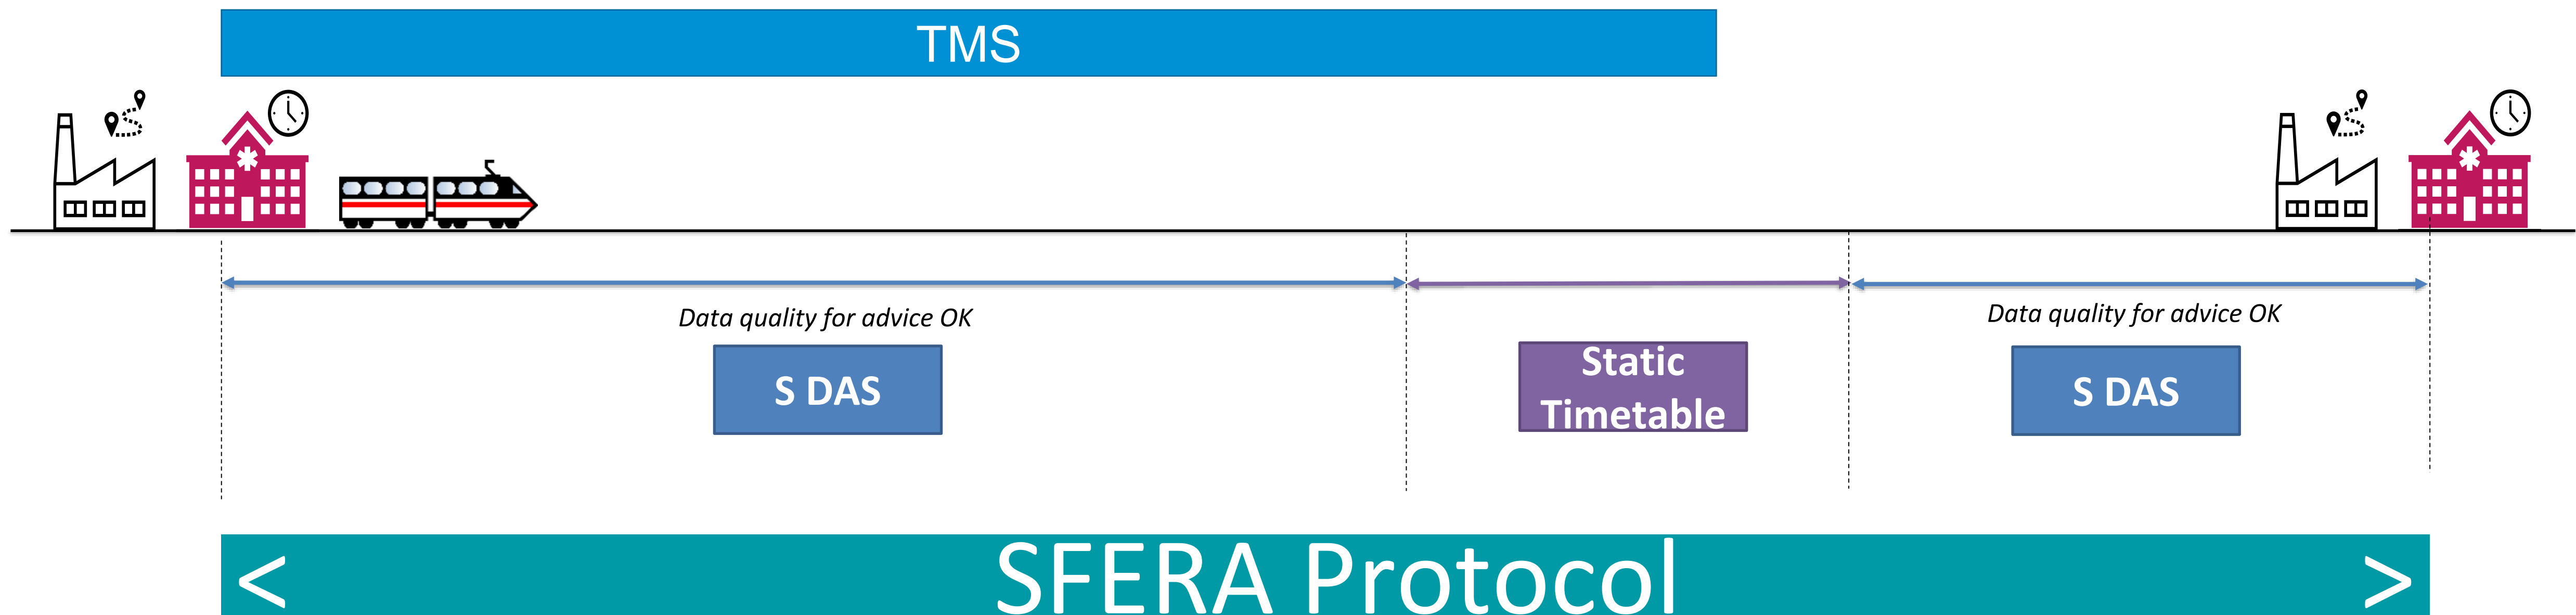 TMS
Data quality for advice OK
Data quality for advice OK
S DAS
Static
Timetable
S DAS
< SFERA Protocol >